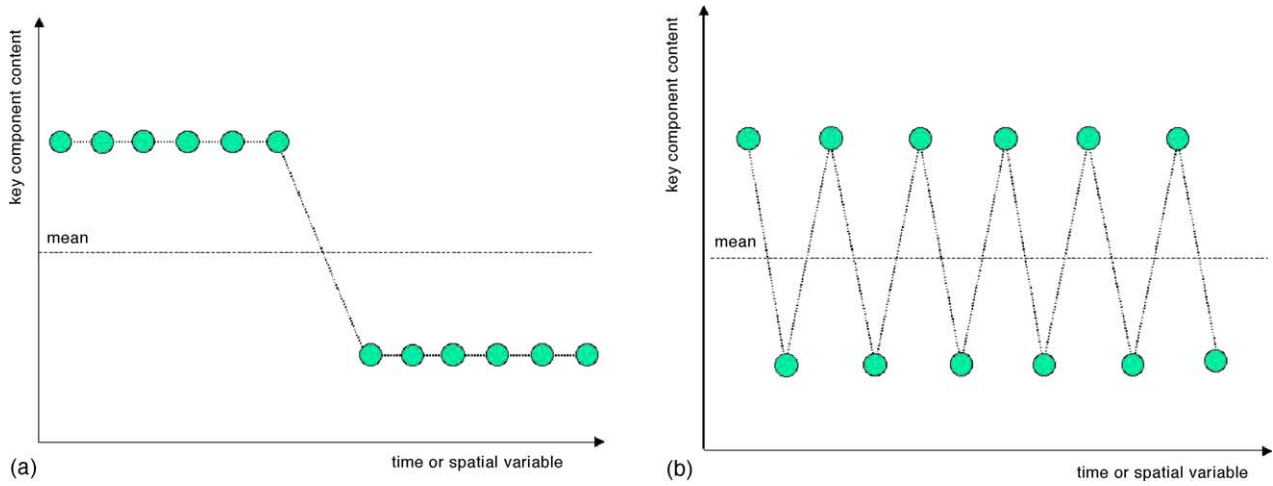 key component content
mean
time or spatial variable
(a)
key component content
mean
time or spatial variable
(b)